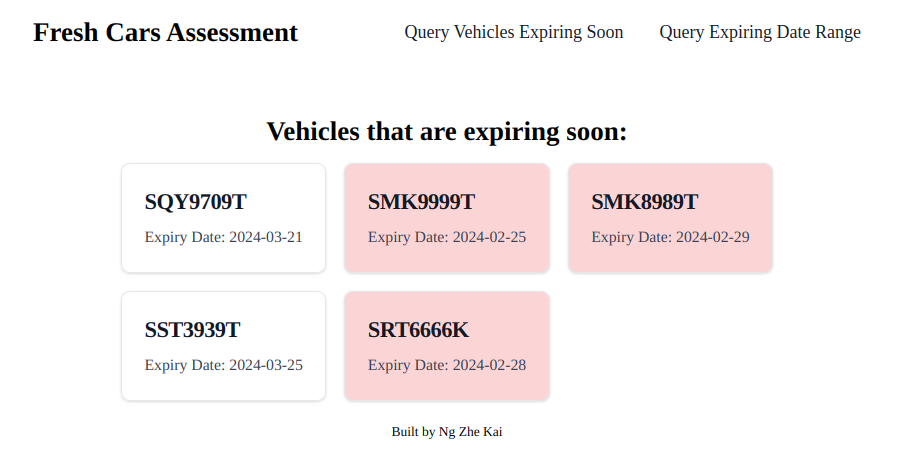 Fresh Cars Assessment
Query Vehicles Expiring Soon
Query Expiring Date Range
Vehicles that are expiring soon:
SQY9709T
Expiry Date: 2024-03-21
SMK9999T
Expiry Date: 2024-02-25
SMK8989T
Expiry Date: 2024-02-29
SST3939T
Expiry Date: 2024-03-25
SRT6666K
Expiry Date: 2024-02-28
Built by Ng Zhe Kai